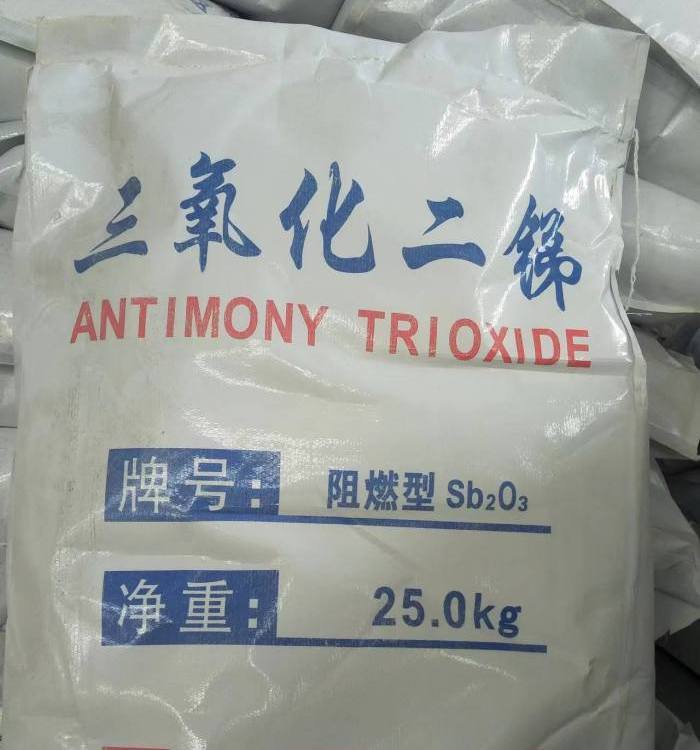 三氧化二锑
ANTIMONY TRIOXIDE
牌号: 阻燃型 Sb₂O₃
净重: 25.0kg